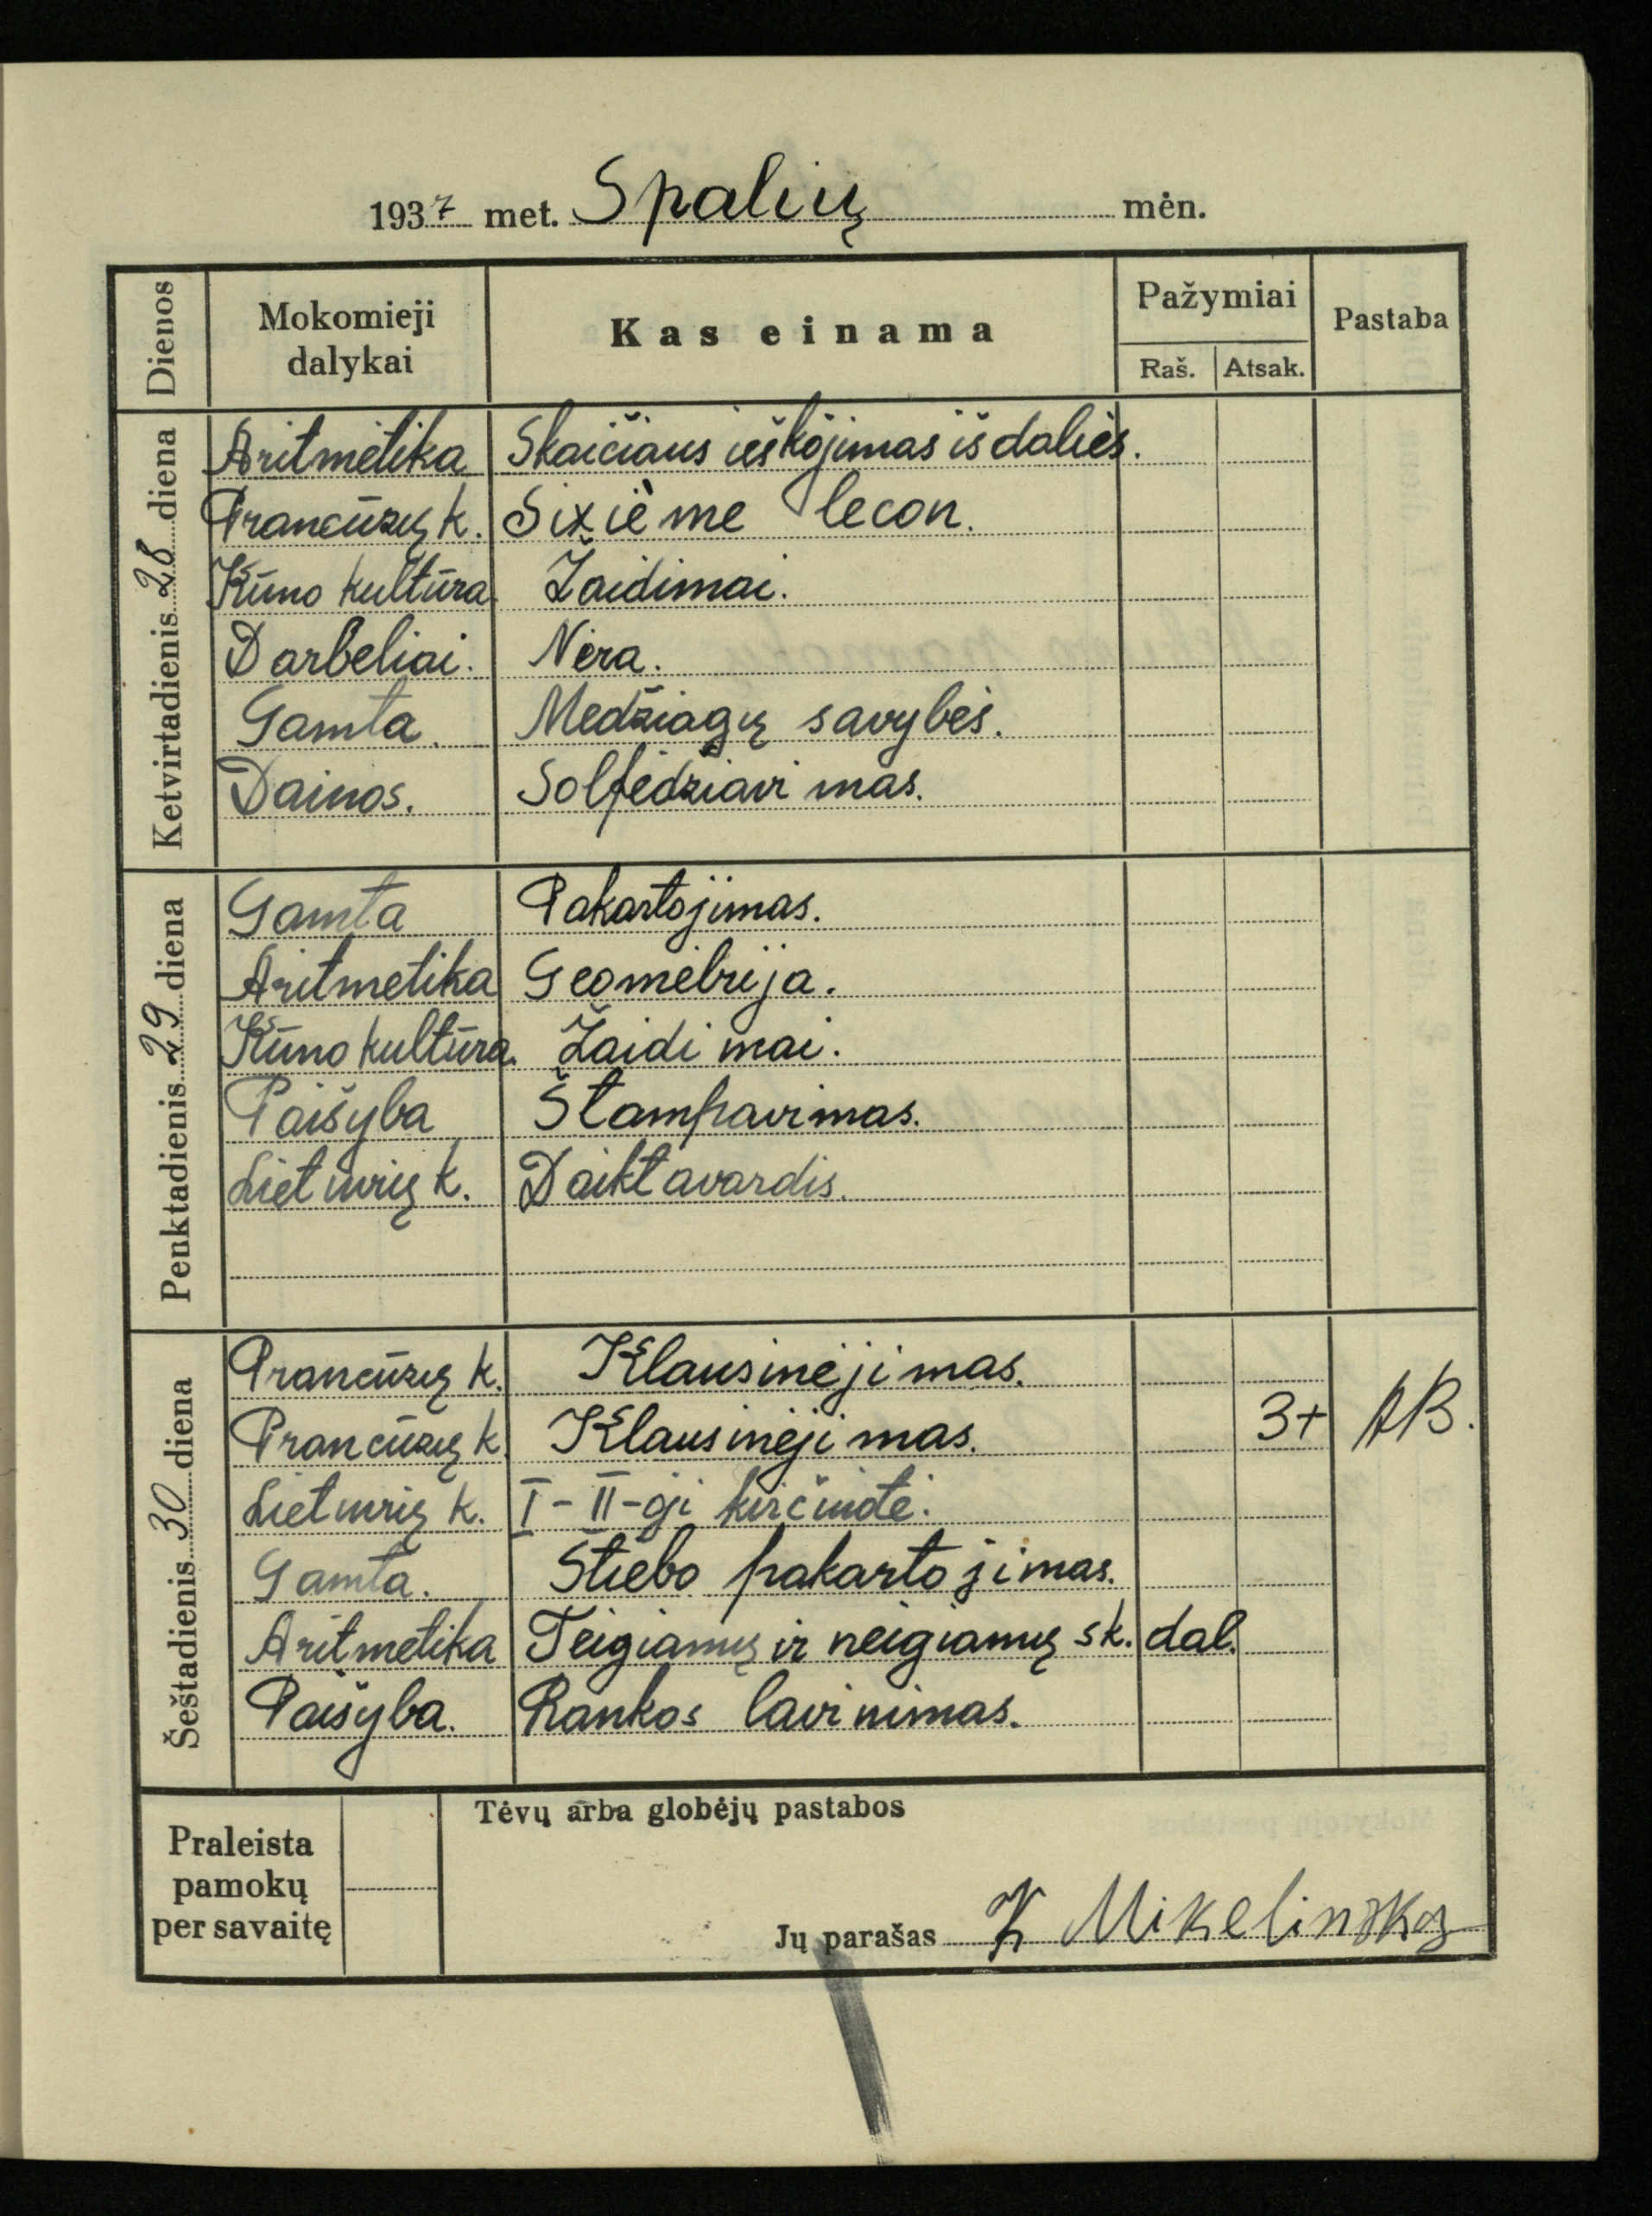 1937 met. Spalių mėn.
Dienos Mokomieji dalykai Kas einama Pažymiai Pastaba
Raš. Atsak.
Ketvirtadienis 28 diena
Aritmetika Skaičiaus ieškojimas iš dalies.
Prancūzų k. Sixième lecon.
Kūno kultūra Žaidimai.
Darbeliai. Nėra.
Gamta. Medžiagų savybės.
Dainos. Solfedžiavimas.
Penktadienis 29 diena
Gamta Pakartojimas.
Aritmetika Geometrija.
Kūno kultūra. Žaidimai.
Paišyba Štampavimas.
Lietuvių k. Daiktavardis.
Šeštadienis 30 diena
Prancūzų k. Klausinėjimas.
Prancūzų k. Klausinėjimas. 3+ AB.
Lietuvių k. I-II-ji kirčiuotė.
Gamta. Stiebo pakartojimas.
Aritmetika Teigiamų ir neigiamų sk. dal.
Paišyba. Rankos lavinimas.
Praleista
pamokų
per savaitę
Tėvų arba globėjų pastabos
Jų parašas K Mikelinskas